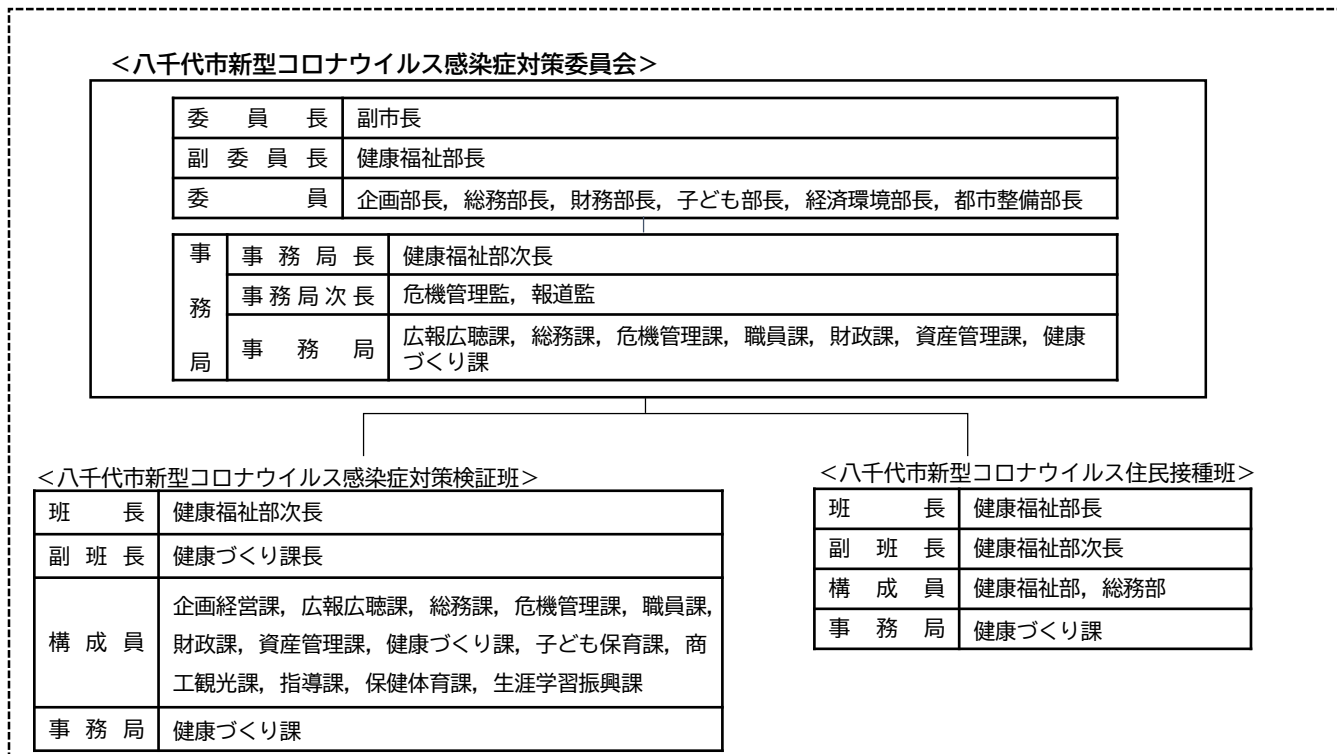 ＜八千代市新型コロナウイルス感染症対策委員会＞
委員長 副市長
副委員長 健康福祉部長
委員 企画部長，総務部長，財務部長，子ども部長，経済環境部長，都市整備部長
事務局
事務局長 健康福祉部次長
事務局次長 危機管理監，報道監
事務局 広報広聴課，総務課，危機管理課，職員課，財政課，資産管理課，健康
づくり課
＜八千代市新型コロナウイルス感染症対策検証班＞
班長 健康福祉部次長
副班長 健康づくり課長
構成員 企画経営課，広報広聴課，総務課，危機管理課，職員課，
財政課，資産管理課，健康づくり課，子ども保育課，商
工観光課，指導課，保健体育課，生涯学習振興課
事務局 健康づくり課
＜八千代市新型コロナウイルス住民接種班＞
班長 健康福祉部長
副班長 健康福祉部次長
構成員 健康福祉部，総務部
事務局 健康づくり課